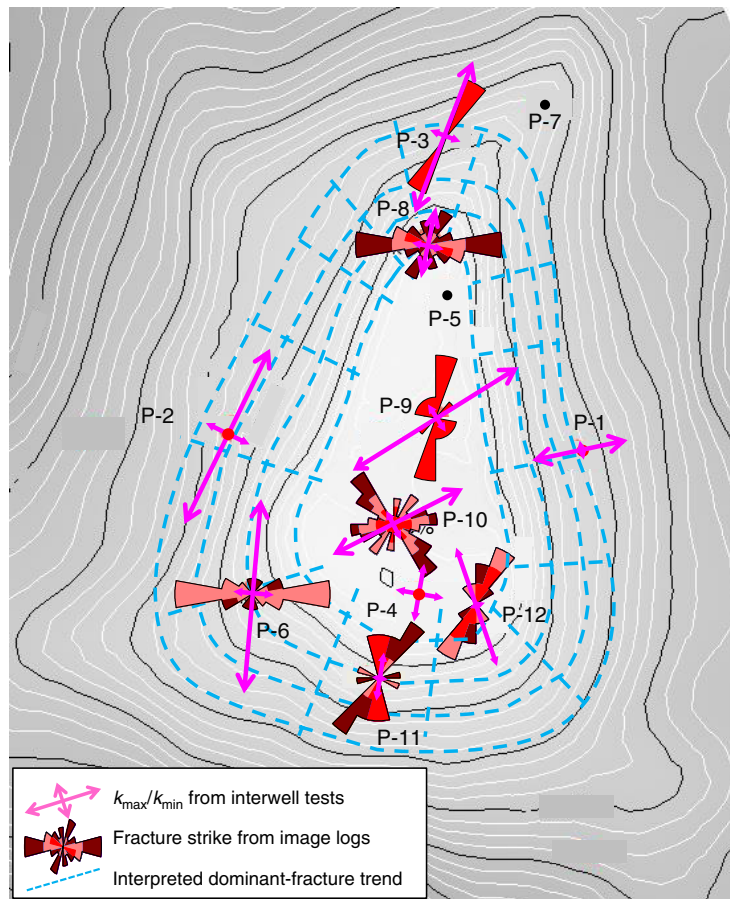 P-7
P-3
P-8
P-5
P-2
P-9
P-1
P-10
P-4
P-12
P-6
P-11
kmax/kmin from interwell tests
Fracture strike from image logs
Interpreted dominant-fracture trend